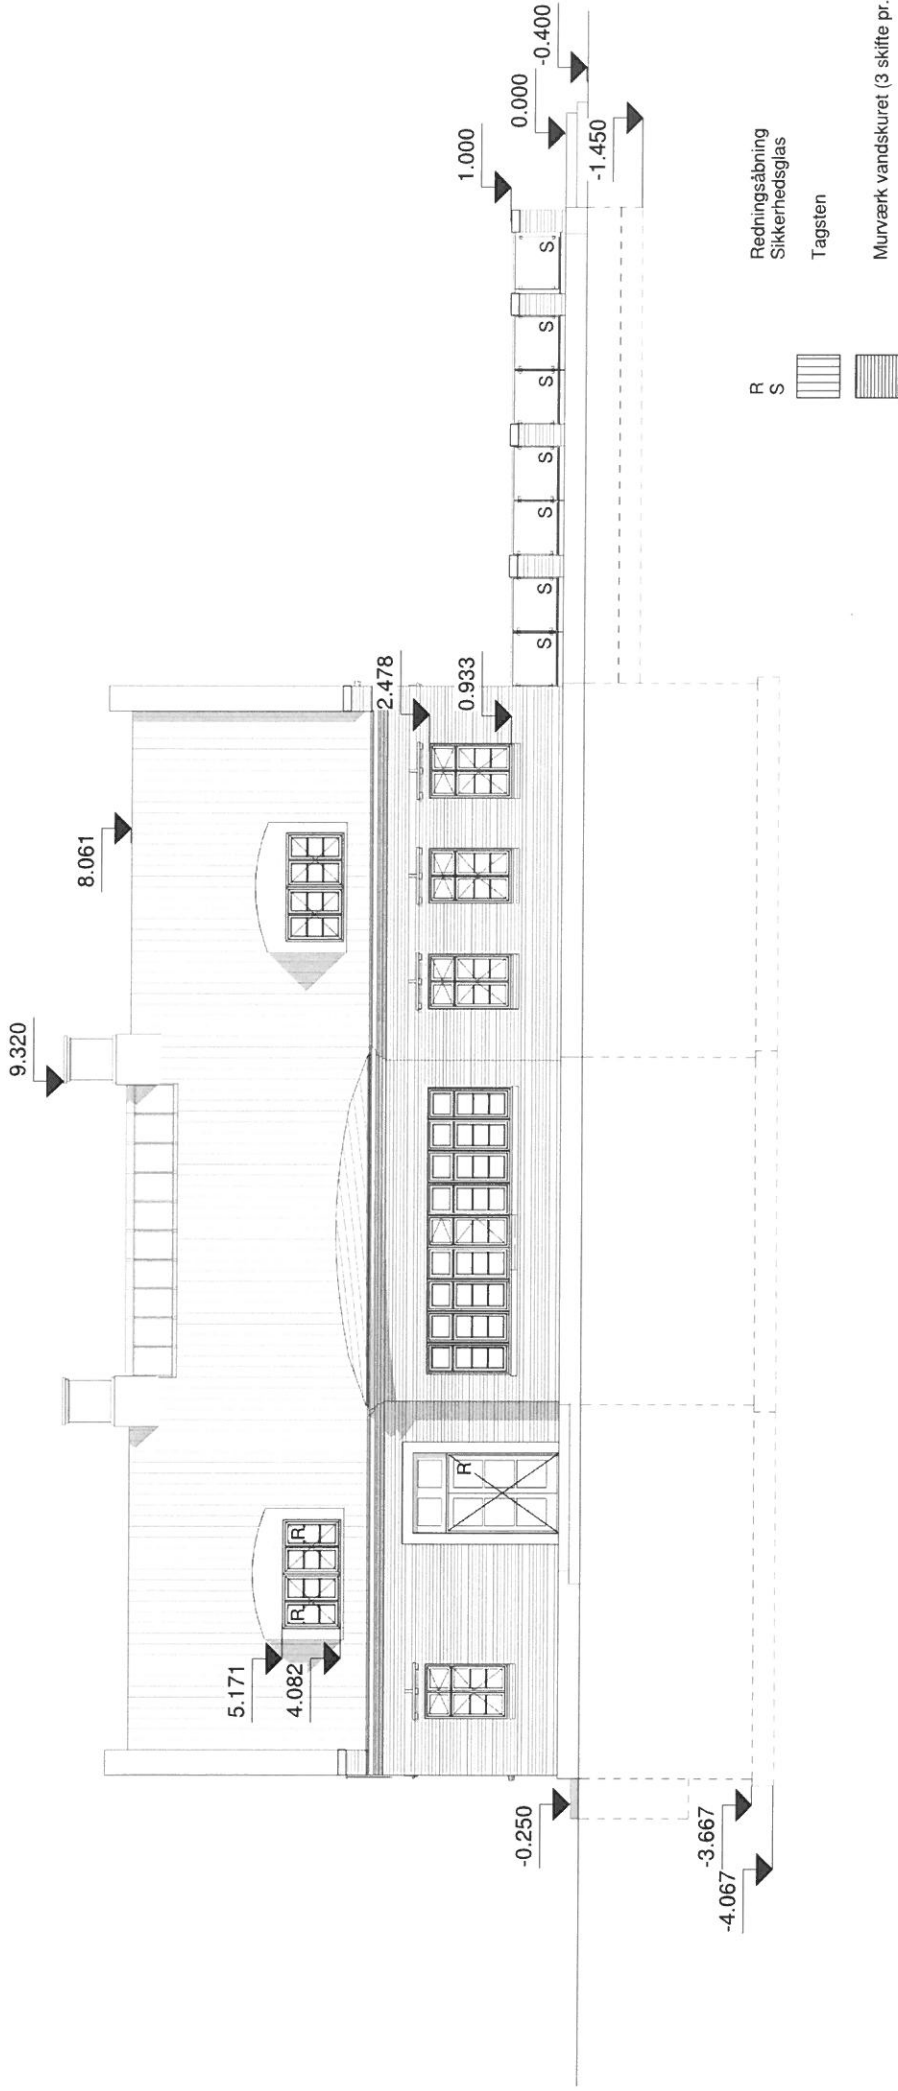 9.320
8.061
5.171
4.082
2.478
0.933
1.000
0.000
-0.400
-1.450
-0.250
-3.667
-4.067
R
R
R
S
S
S
S
S
S
S
R Redningsåbning
S Sikkerhedsglas
Tagsten
Murværk vandskuret (3 skifte pr.